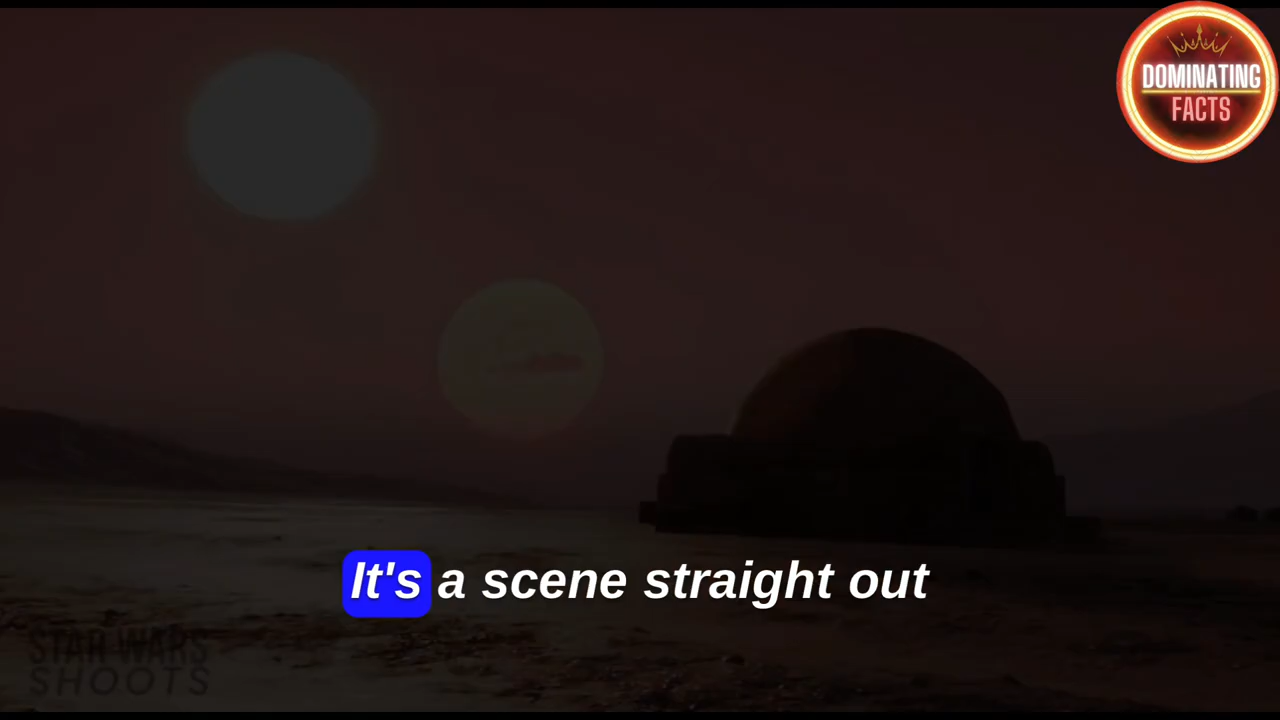 DOMINATING
FACTS
It's a scene straight out
STAR WARS
SHOOTS